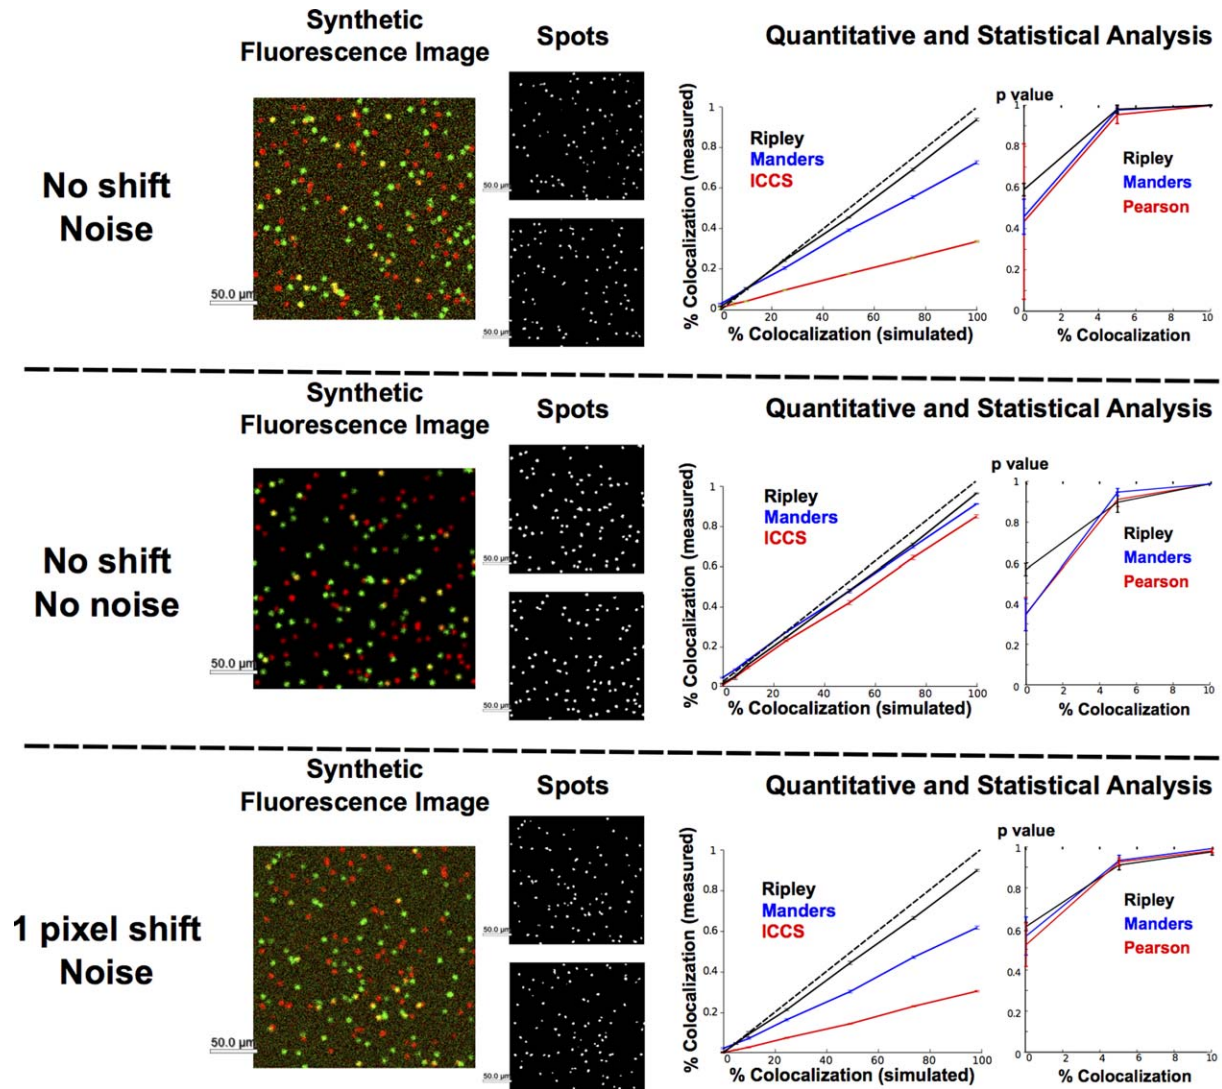 Synthetic
Fluorescence Image
Spots
Quantitative and Statistical Analysis
No shift
Noise
50.0 µm
50.0 µm
50.0 µm
% Colocalization (measured)
1
0.8
0.6
0.4
0.2
0
Ripley
Manders
ICCS
0 20 40 60 80 100
% Colocalization (simulated)
p value
1
0.8
0.6
0.4
0.2
0
Ripley
Manders
Pearson
0 2 4 6 8 10
% Colocalization
Synthetic
Fluorescence Image
Spots
Quantitative and Statistical Analysis
No shift
No noise
50.0 µm
50.0 µm
50.0 µm
% Colocalization (measured)
1
0.8
0.6
0.4
0.2
0
Ripley
Manders
ICCS
0 20 40 60 80 100
% Colocalization (simulated)
p value
1
0.8
0.6
0.4
0.2
0
Ripley
Manders
Pearson
0 2 4 6 8 10
% Colocalization
Synthetic
Fluorescence Image
Spots
Quantitative and Statistical Analysis
1 pixel shift
Noise
50.0 µm
50.0 µm
50.0 µm
% Colocalization (measured)
1
0.8
0.6
0.4
0.2
0
Ripley
Manders
ICCS
0 20 40 60 80 100
% Colocalization (simulated)
p value
1
0.8
0.6
0.4
0.2
0
Ripley
Manders
Pearson
0 2 4 6 8 10
% Colocalization